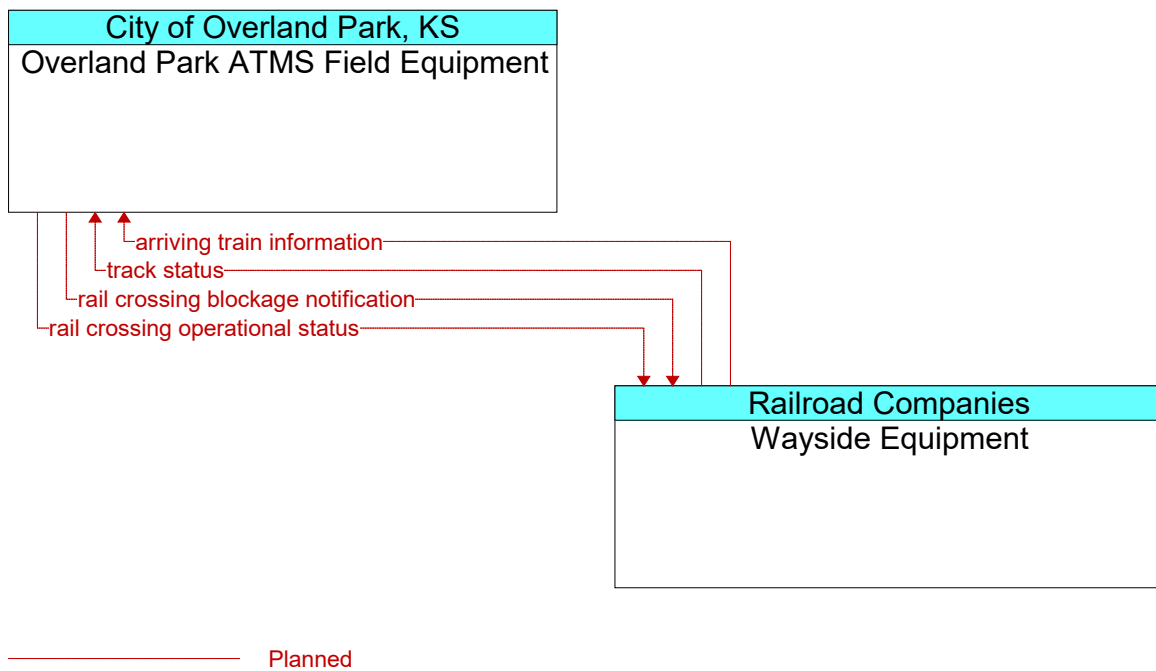 City of Overland Park, KS
Overland Park ATMS Field Equipment
arriving train information
track status
rail crossing blockage notification
rail crossing operational status
Railroad Companies
Wayside Equipment
Planned